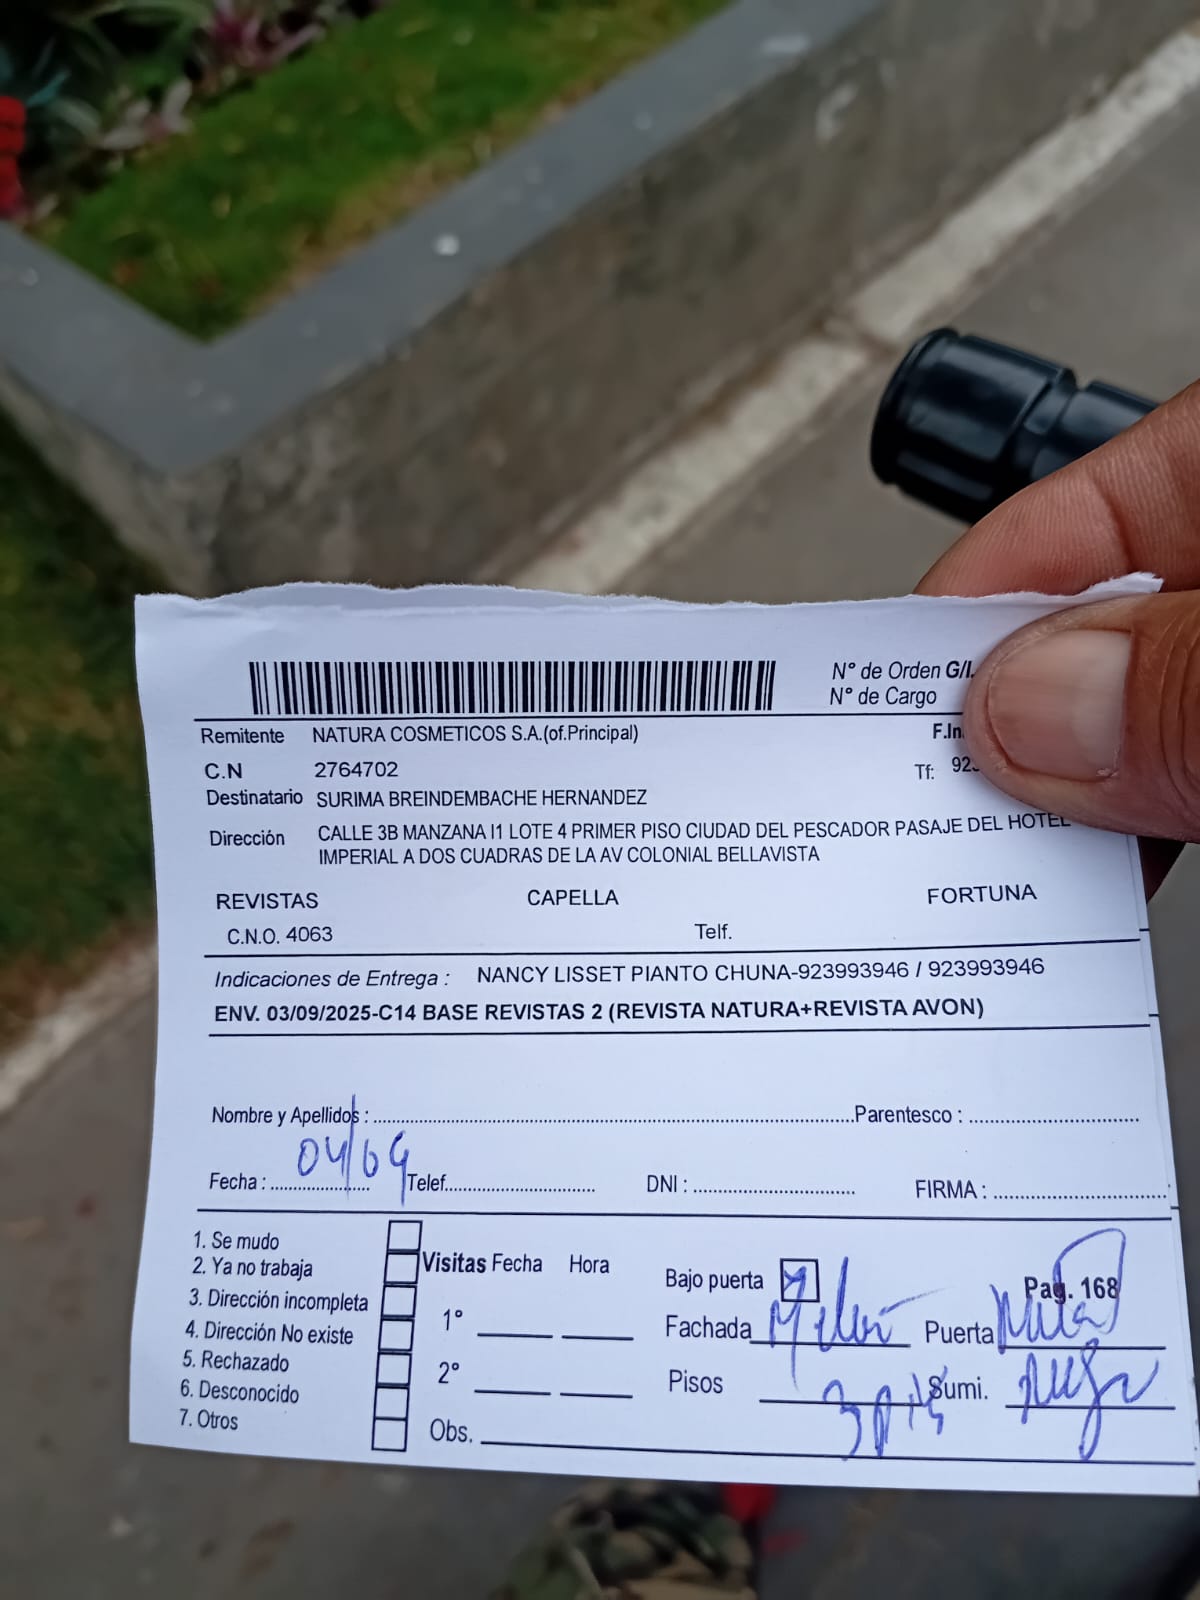 N° de Orden G/I.
N° de Cargo
Remitente NATURA COSMETICOS S.A.(of.Principal) F.In
C.N 2764702 Tf: 92
Destinatario SURIMA BREINDEMBACHE HERNANDEZ
Dirección CALLE 3B MANZANA I1 LOTE 4 PRIMER PISO CIUDAD DEL PESCADOR PASAJE DEL HOTEL
IMPERIAL A DOS CUADRAS DE LA AV COLONIAL BELLAVISTA
REVISTAS CAPELLA FORTUNA
C.N.O. 4063 Telf.
Indicaciones de Entrega : NANCY LISSET PIANTO CHUNA-923993946 / 923993946
ENV. 03/09/2025-C14 BASE REVISTAS 2 (REVISTA NATURA+REVISTA AVON)
Nombre y Apellidos : Parentesco :
Fecha : 04/09 Telef. DNI : FIRMA :
1. Se mudo
2. Ya no trabaja
3. Dirección incompleta
4. Dirección No existe
5. Rechazado
6. Desconocido
7. Otros
Visitas Fecha Hora
1°
2°
Obs.
Bajo puerta Pag. 168
Fachada Puerta
Pisos Sumi.